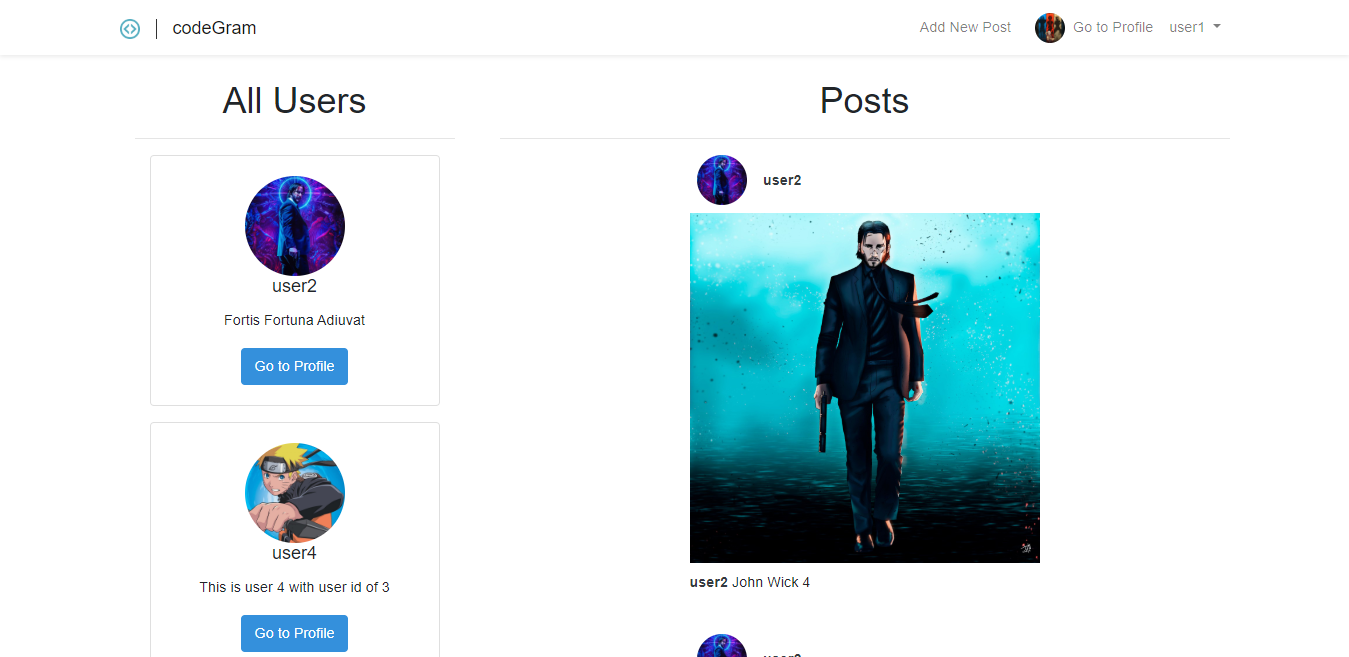 codeGram
Add New Post
Go to Profile
user1
All Users
user2
Fortis Fortuna Adiuvat
Go to Profile
user4
This is user 4 with user id of 3
Go to Profile
Posts
user2
user2 John Wick 4